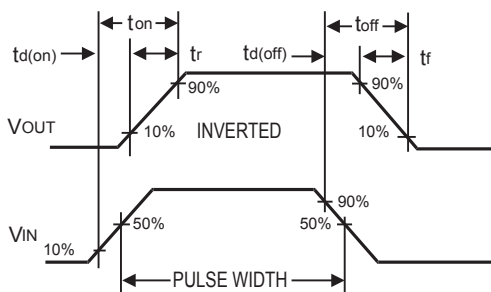 ton toff
td(on) tr td(off) tf
90% 90%
VOUT 10% INVERTED 10%
90%
VIN 50% 50%
10%
PULSE WIDTH